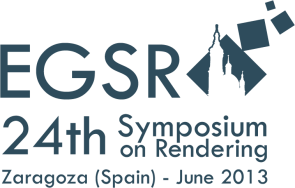 EGSR
24th Symposium
on Rendering
Zaragoza (Spain) - June 2013